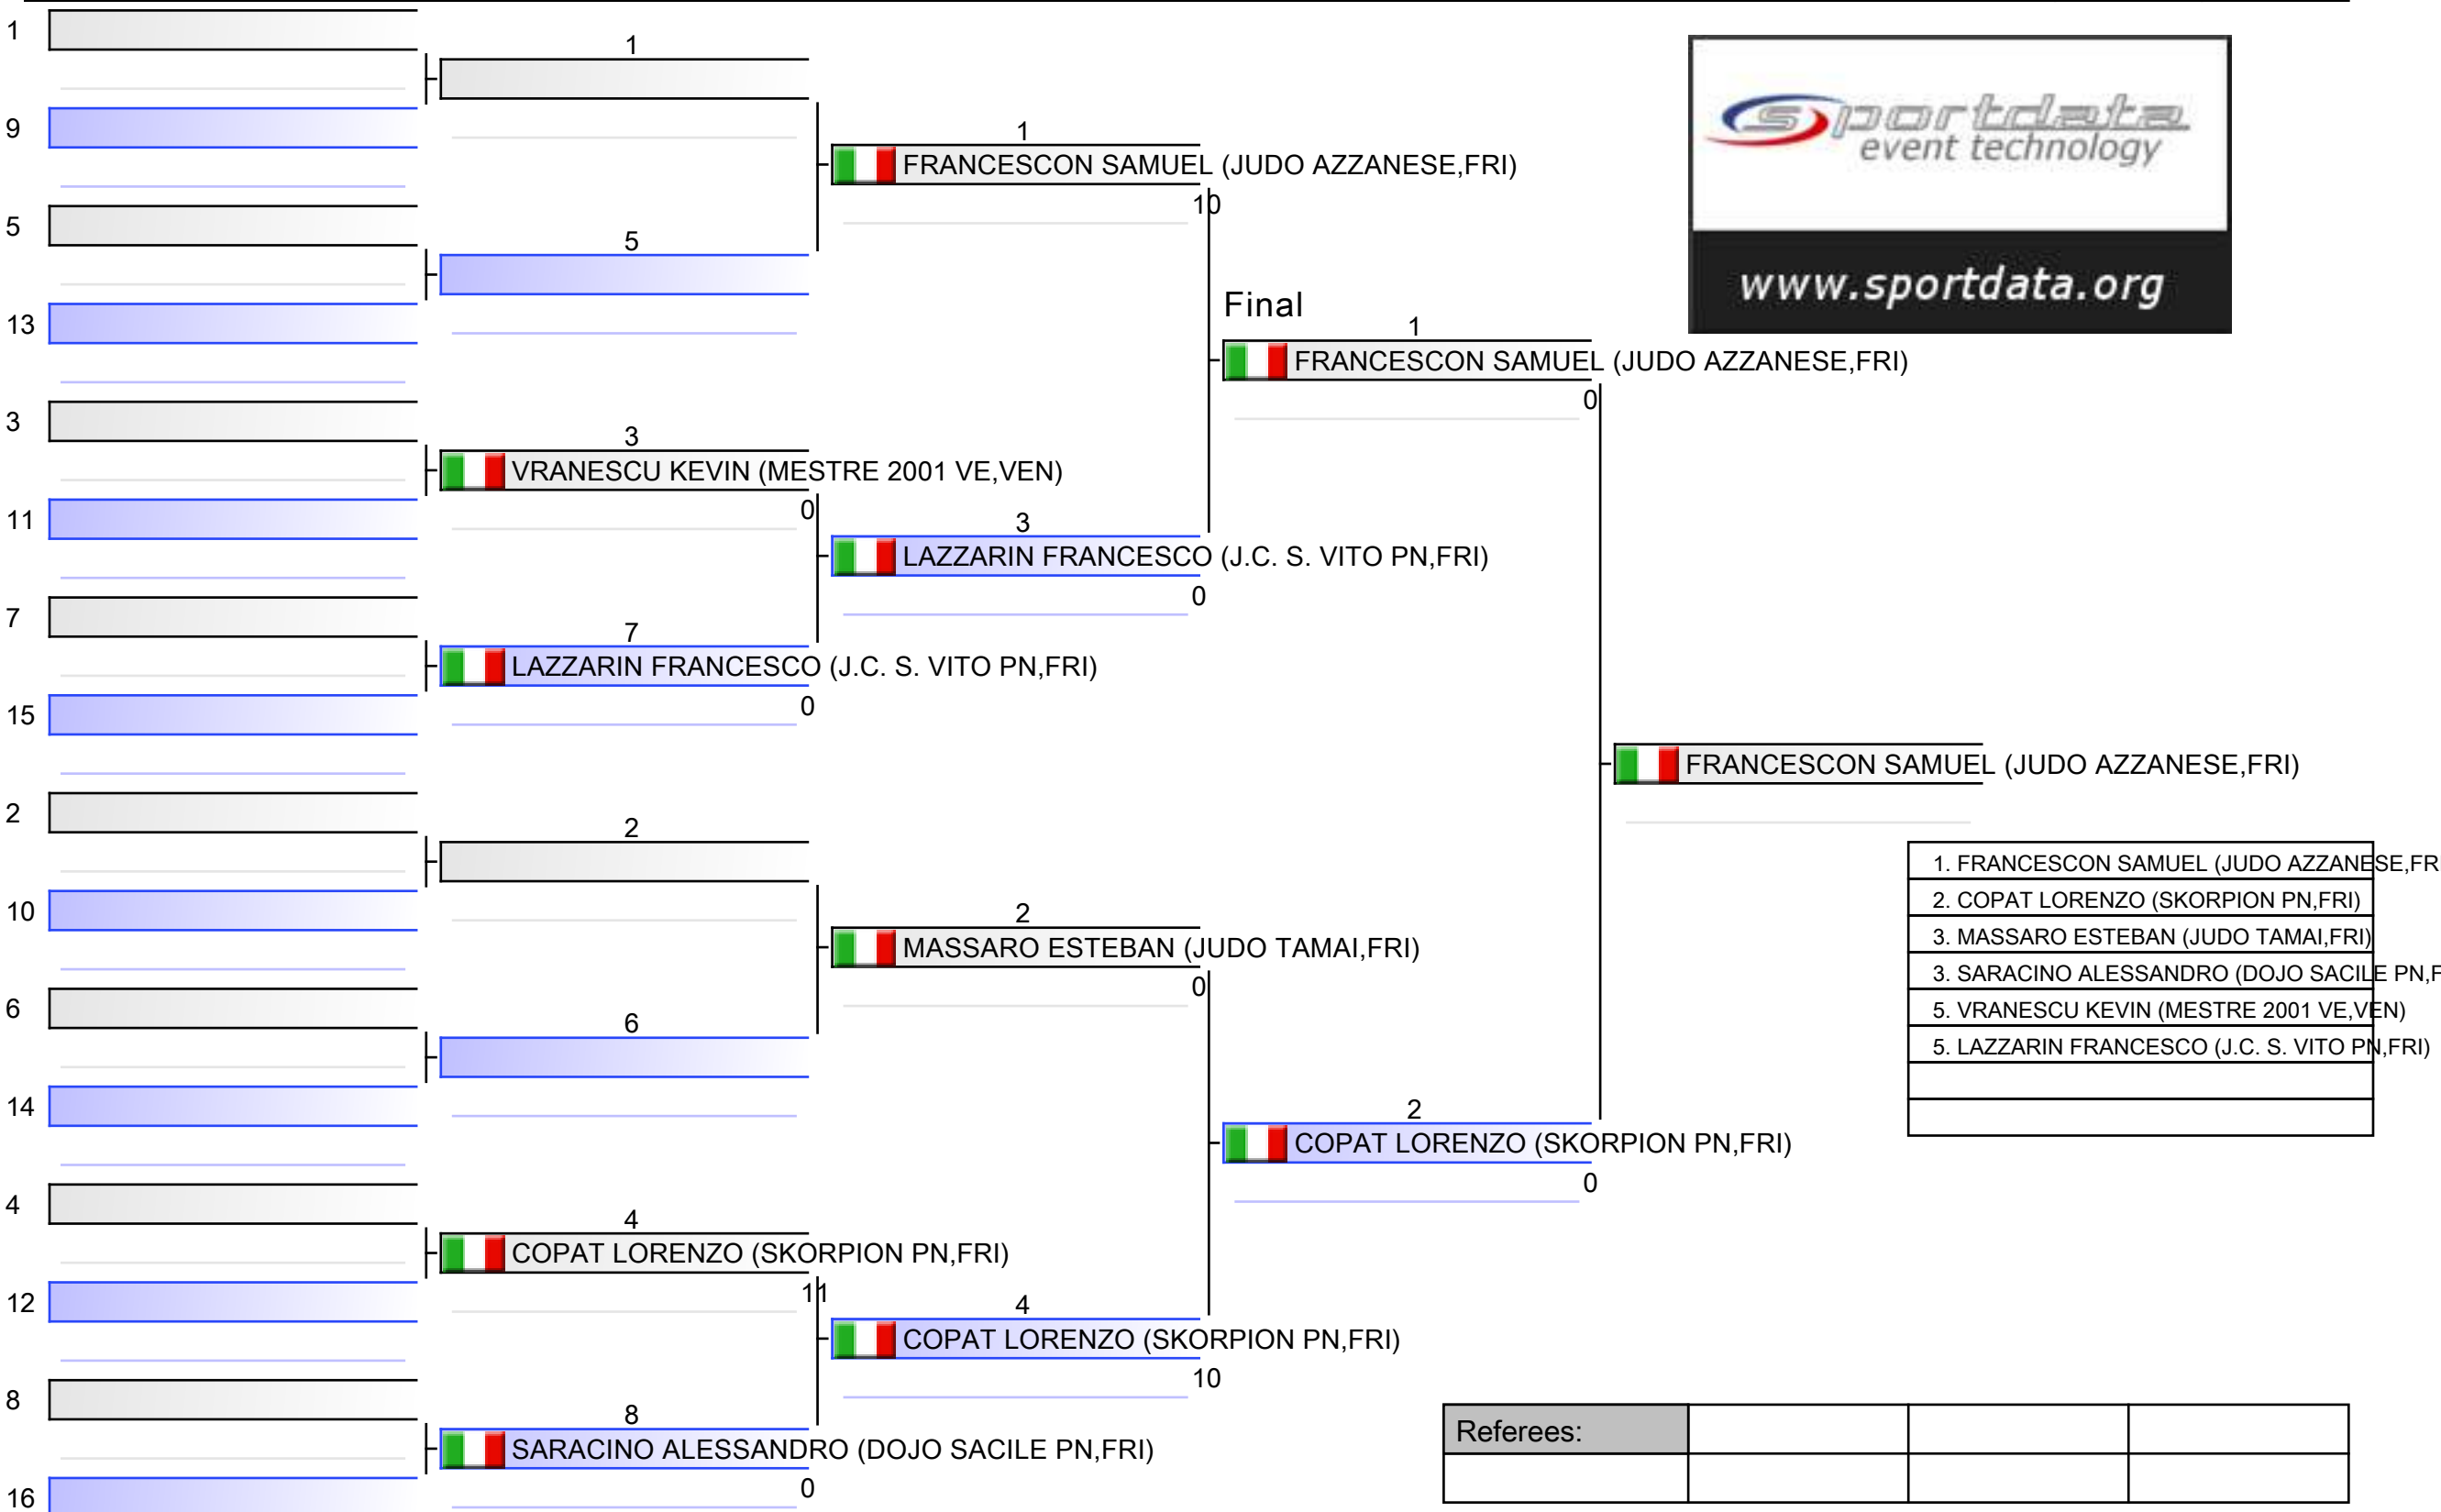 1
1
9
1
FRANCESCON SAMUEL (JUDO AZZANESE,FRI)
10
5
5
13
sportdata
event technology
www.sportdata.org
Final
1
FRANCESCON SAMUEL (JUDO AZZANESE,FRI)
0
3
3
VRANESCU KEVIN (MESTRE 2001 VE,VEN)
0
11
3
LAZZARIN FRANCESCO (J.C. S. VITO PN,FRI)
0
7
7
LAZZARIN FRANCESCO (J.C. S. VITO PN,FRI)
0
15
FRANCESCON SAMUEL (JUDO AZZANESE,FRI)
2
2
10
2
MASSARO ESTEBAN (JUDO TAMAI,FRI)
0
6
6
14
1. FRANCESCON SAMUEL (JUDO AZZANESE,FR
2. COPAT LORENZO (SKORPION PN,FRI)
3. MASSARO ESTEBAN (JUDO TAMAI,FRI)
3. SARACINO ALESSANDRO (DOJO SACILE PN,F
5. VRANESCU KEVIN (MESTRE 2001 VE,VEN)
5. LAZZARIN FRANCESCO (J.C. S. VITO PN,FRI)
2
COPAT LORENZO (SKORPION PN,FRI)
0
4
4
COPAT LORENZO (SKORPION PN,FRI)
11
12
4
COPAT LORENZO (SKORPION PN,FRI)
10
8
8
SARACINO ALESSANDRO (DOJO SACILE PN,FRI)
0
16
Referees: